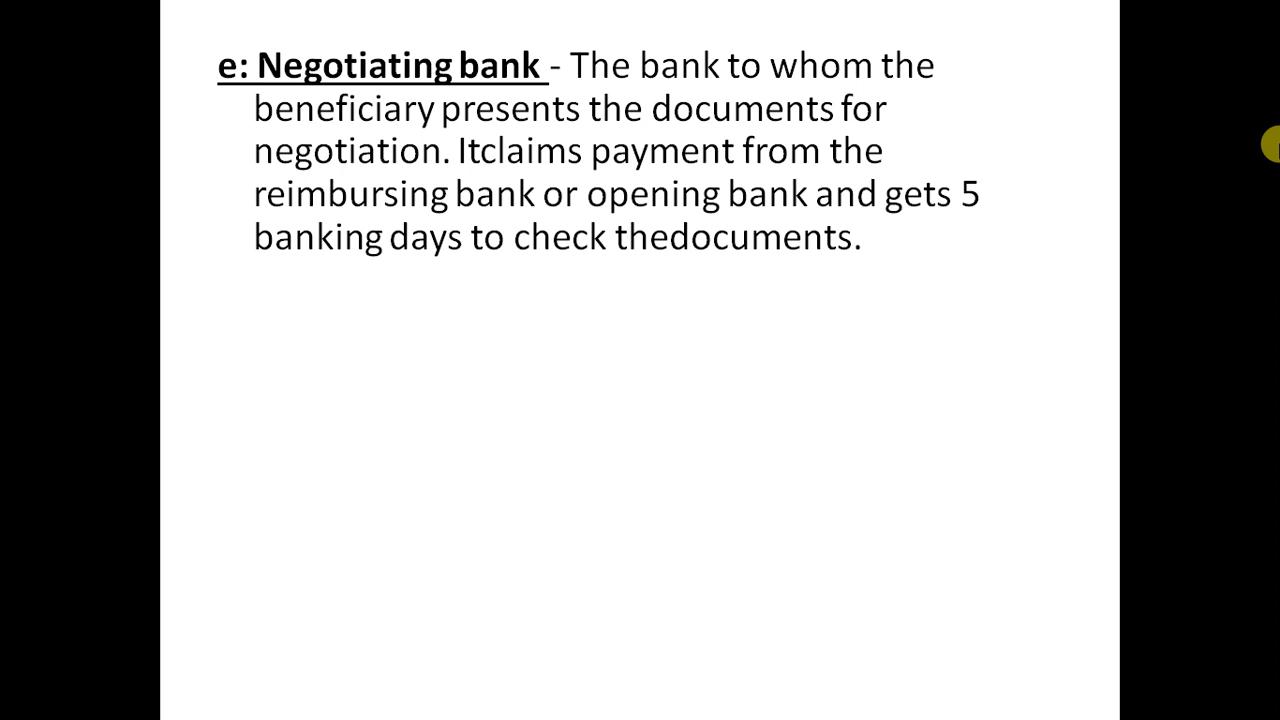 e: Negotiating bank - The bank to whom the
beneficiary presents the documents for
negotiation. Itclaims payment from the
reimbursing bank or opening bank and gets 5
banking days to check thedocuments.